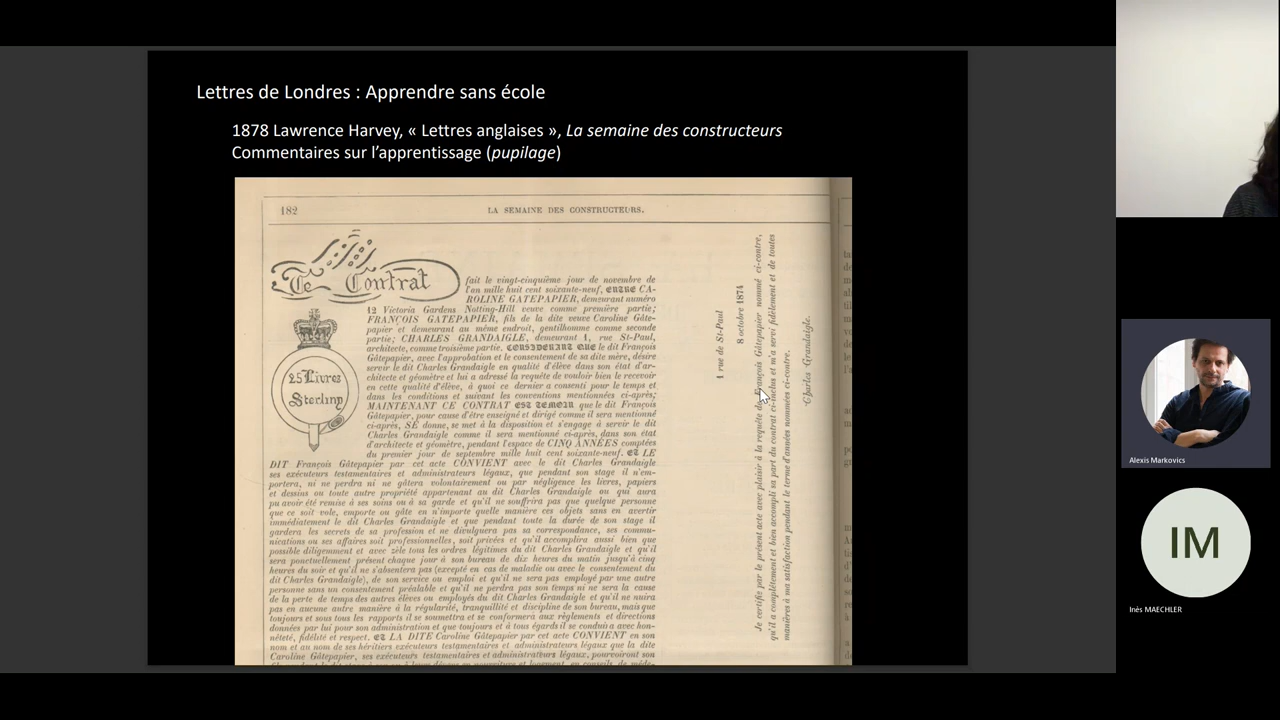 Lettres de Londres : Apprendre sans école
1878 Lawrence Harvey, « Lettres anglaises », La semaine des constructeurs
Commentaires sur l’apprentissage (pupilage)
182
LA SEMAINE DES CONSTRUCTEURS.
Ce Contrat
25 Livres
Sterling
fait le vingt-cinquième jour de novembre de
l'an mille huit cent soixante-neuf, ENTRE CA-
ROLINE GATEPAPIER, demeurant numéro
12 Victoria Gardens Notting-Hill veuve comme première partie;
FRANÇOIS GATEPAPIER, fils de la dite veuve Caroline Gâte-
papier et demeurant au même endroit, gentilhomme comme seconde
partie; CHARLES GRANDAIGLE, demeurant 1, rue St-Paul,
architecte, comme troisième partie. CONSIDERANT QUE le dit François
Gâtepapier, avec l'approbation et le consentement de sa dite mère, désire
servir le dit Charles Grandaigle en qualité d'élève dans son état d'ar-
chitecte et géomètre et lui a adressé la requête de vouloir bien le recevoir
en cette qualité d'élève, à quoi ce dernier a consenti pour le temps et
dans les conditions et suivant les conventions mentionnées ci-après;
MAINTENANT CE CONTRAT EST TEMOIN que le dit François
Gâtepapier, pour cause d'être enseigné et dirigé comme il sera mentionné
ci-après, SE donne, se met à la disposition et s'engage à servir le dit
Charles Grandaigle comme il sera mentionné ci-après, dans son état
d'architecte et géomètre, pendant l'espace de CINQ ANNÉES comptées
du premier jour de septembre mille huit cent soixante-neuf. ET LE
DIT François Gâtepapier par cet acte CONVIENT avec le dit Charles Grandaigle
ses exécuteurs testamentaires et administrateurs légaux, que pendant son stage il n'em-
portera, ni ne perdra ni ne gâtera volontairement ou par négligence les livres, papiers
et dessins ou toute autre propriété appartenant au dit Charles Grandaigle ou qui aura
pu avoir été remise à ses soins ou à sa garde et qu'il ne souffrira pas que quelque personne
que ce soit vole, emporte ou gâte en n'importe quelle manière ces objets sans en avertir
immédiatement le dit Charles Grandaigle et que pendant toute la durée de son stage il
gardera les secrets de sa profession et ne divulguera pas sa correspondance, ses commu-
nications ou ses affaires soit professionnelles, soit privées et qu'il accomplira aussi bien que
possible diligemment et avec zèle tous les ordres légitimes du dit Charles Grandaigle et qu'il
sera ponctuellement présent chaque jour à son bureau de dix heures du matin jusqu'à cinq
heures du soir et qu'il ne s'absentera pas (excepté en cas de maladie ou avec le consentement du
dit Charles Grandaigle), de son service ou emploi et qu'il ne sera pas employé par une autre
personne sans un consentement préalable et qu'il ne perdra pas son temps ni ne sera la cause
de la perte de temps des autres élèves ou employés du dit Charles Grandaigle et qu'il ne nuira
pas en aucune autre manière à la régularité, tranquillité et discipline de son bureau, mais que
toujours et sous tous les rapports il se soumettra et se conformera aux règlements et directions
données par lui pour son administration et que toujours et à tous égards il se conduira avec hon-
nêteté, fidélité et respect. ET LA DITE Caroline Gâtepapier par cet acte CONVIENT en son
nom et au nom de ses héritiers exécuteurs testamentaires et administrateurs légaux que la dite
Caroline Gâtepapier, ses exécuteurs testamentaires et administrateurs légaux, pourvoiront son
1 rue de St-Paul
8 octobre 1874
Je certifie par le présent acte avec plaisir à la requête de François Gâtepapier nommé ci-contre,
qu'il a complètement et bien accompli sa part du contrat ci-inclus et m'a servi fidèlement et de toutes
manières à ma satisfaction pendant le terme d'années nommées ci-contre.
Charles Grandaigle.
Alexis Markovics
IM
Inès MAECHLER